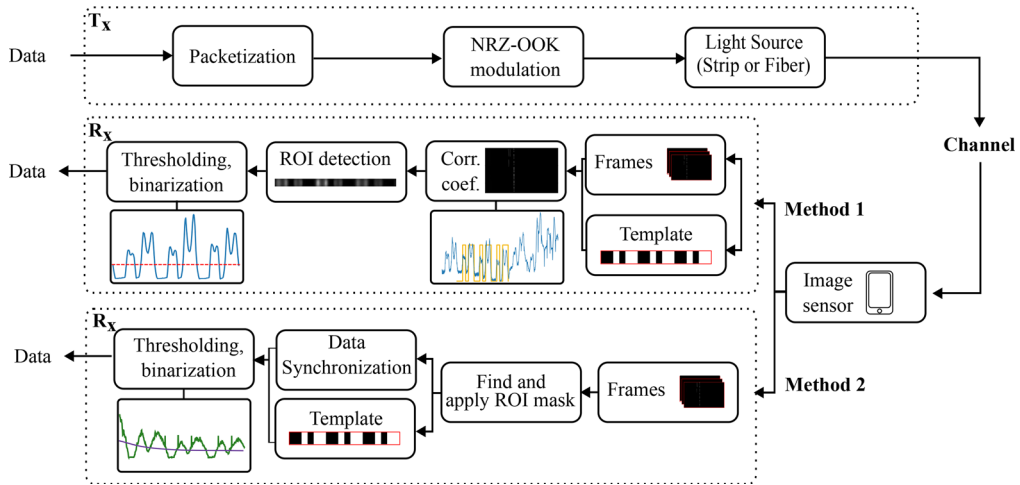 Tx
Data
Packetization
NRZ-OOK
modulation
Light Source
(Strip or Fiber)
Channel
Rx
Data
Thresholding,
binarization
ROI detection
Corr.
coef.
Frames
Template
Method 1
Image
sensor
Rx
Data
Thresholding,
binarization
Data
Synchronization
Template
Find and
apply ROI mask
Frames
Method 2